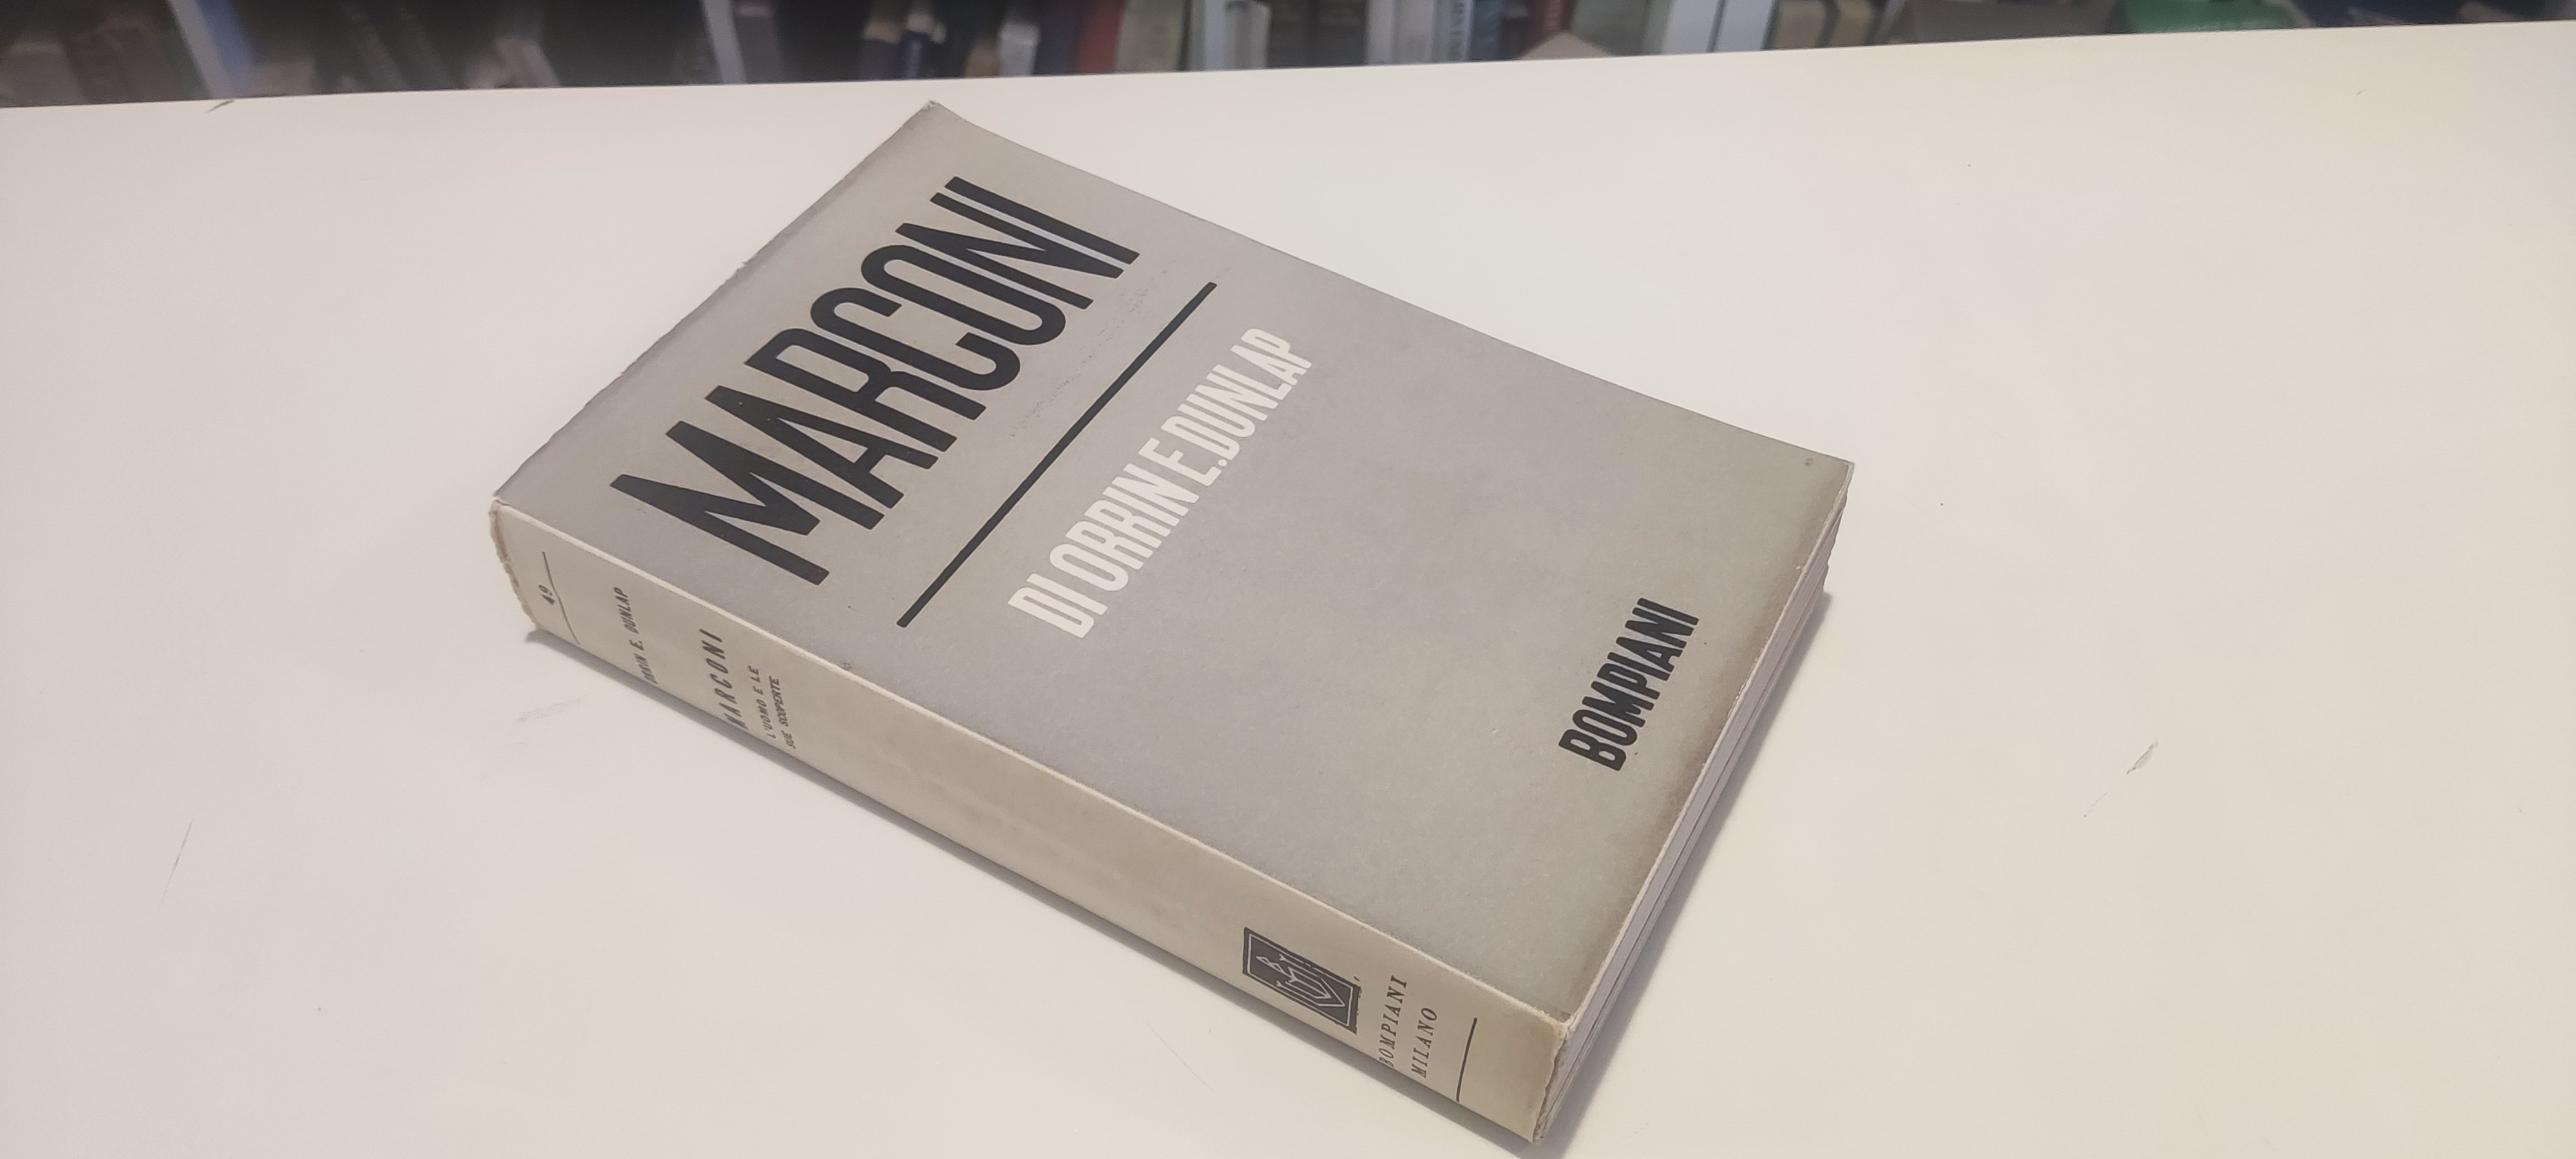 MARCONI
DI ORRIN E. DUNLAP
BOMPIANI
49
ORRIN E. DUNLAP
MARCONI
L'UOMO E LE
SUE SCOPERTE
BOMPIANI
MILANO